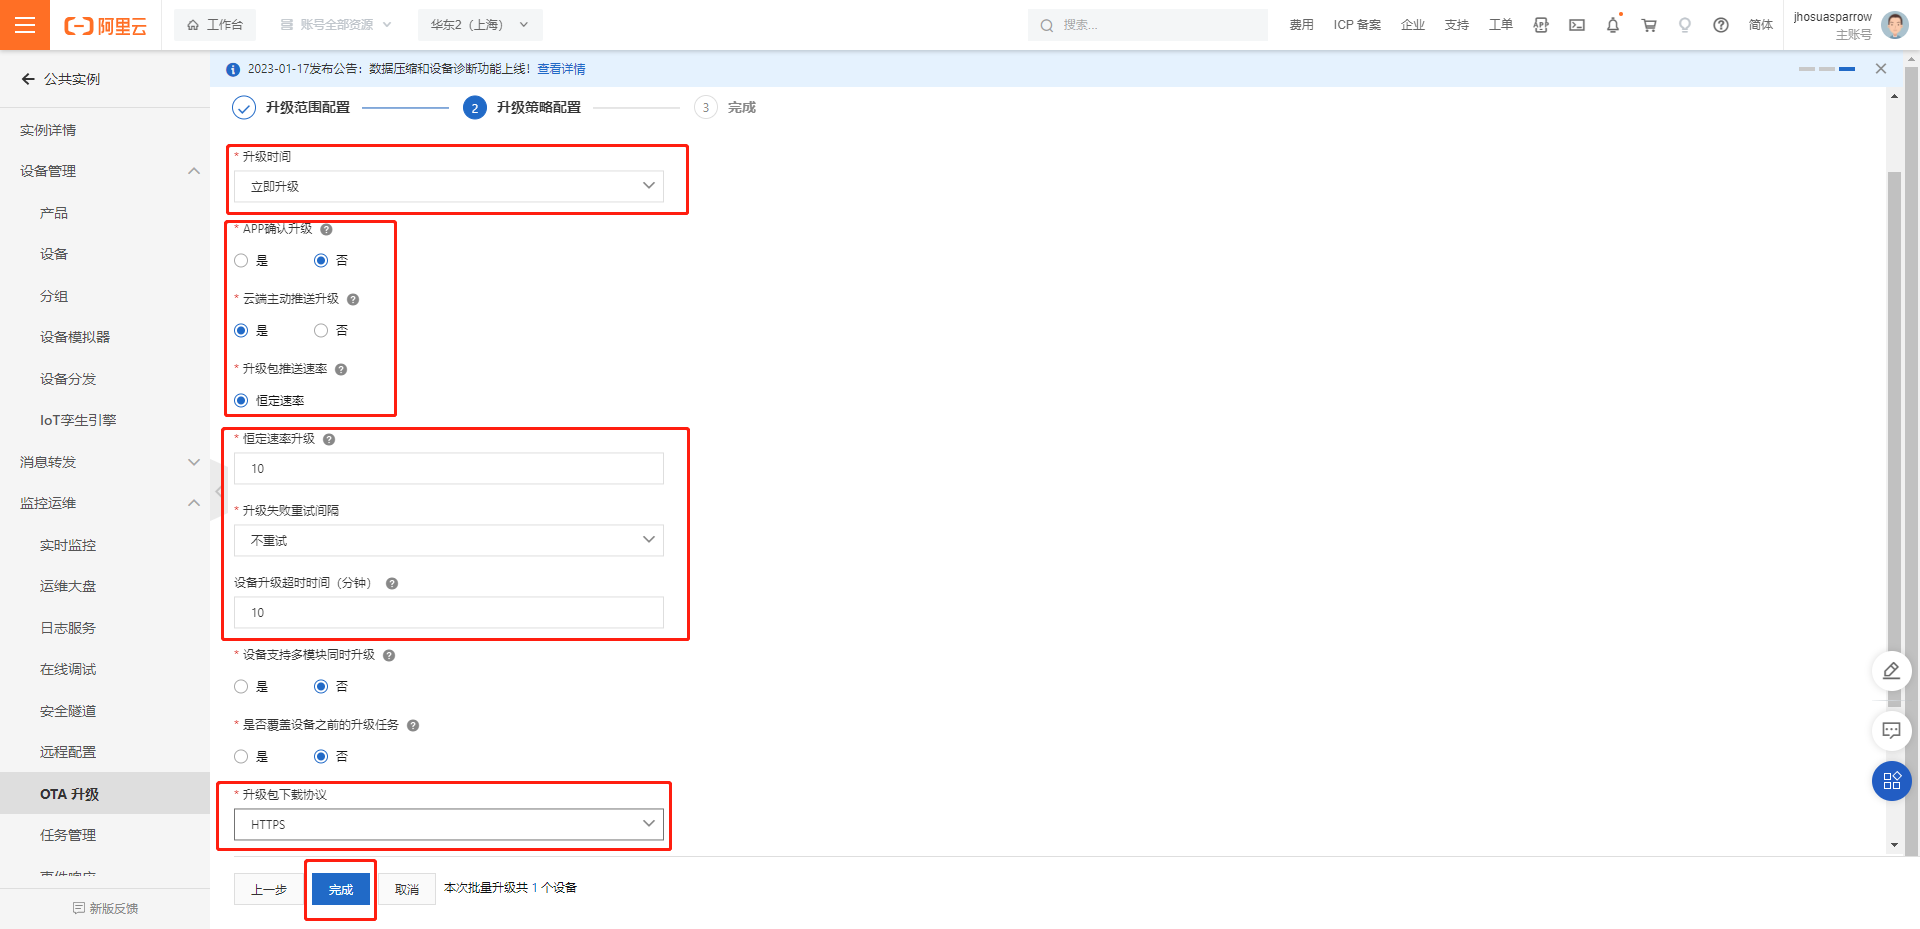 阿里云
工作台
账号全部资源
华东2（上海）
搜索...
费用
ICP 备案
企业
支持
工单
简体
jhosuasparrow
主账号
公共实例
实例详情
设备管理
产品
设备
分组
设备模拟器
设备分发
IoT孪生引擎
消息转发
监控运维
实时监控
运维大盘
日志服务
在线调试
安全隧道
远程配置
OTA 升级
任务管理
事件响应
新版反馈
2023-01-17发布公告：数据压缩和设备诊断功能上线！查看详情
升级范围配置
2 升级策略配置
3 完成
* 升级时间
立即升级
* APP确认升级
是 否
* 云端主动推送升级
是 否
* 升级包推送速率
恒定速率
* 恒定速率升级
10
* 升级失败重试间隔
不重试
设备升级超时时间（分钟）
10
* 设备支持多模块同时升级
是 否
* 是否覆盖设备之前的升级任务
是 否
* 升级包下载协议
HTTPS
上一步 完成 取消 本次批量升级共 1 个设备